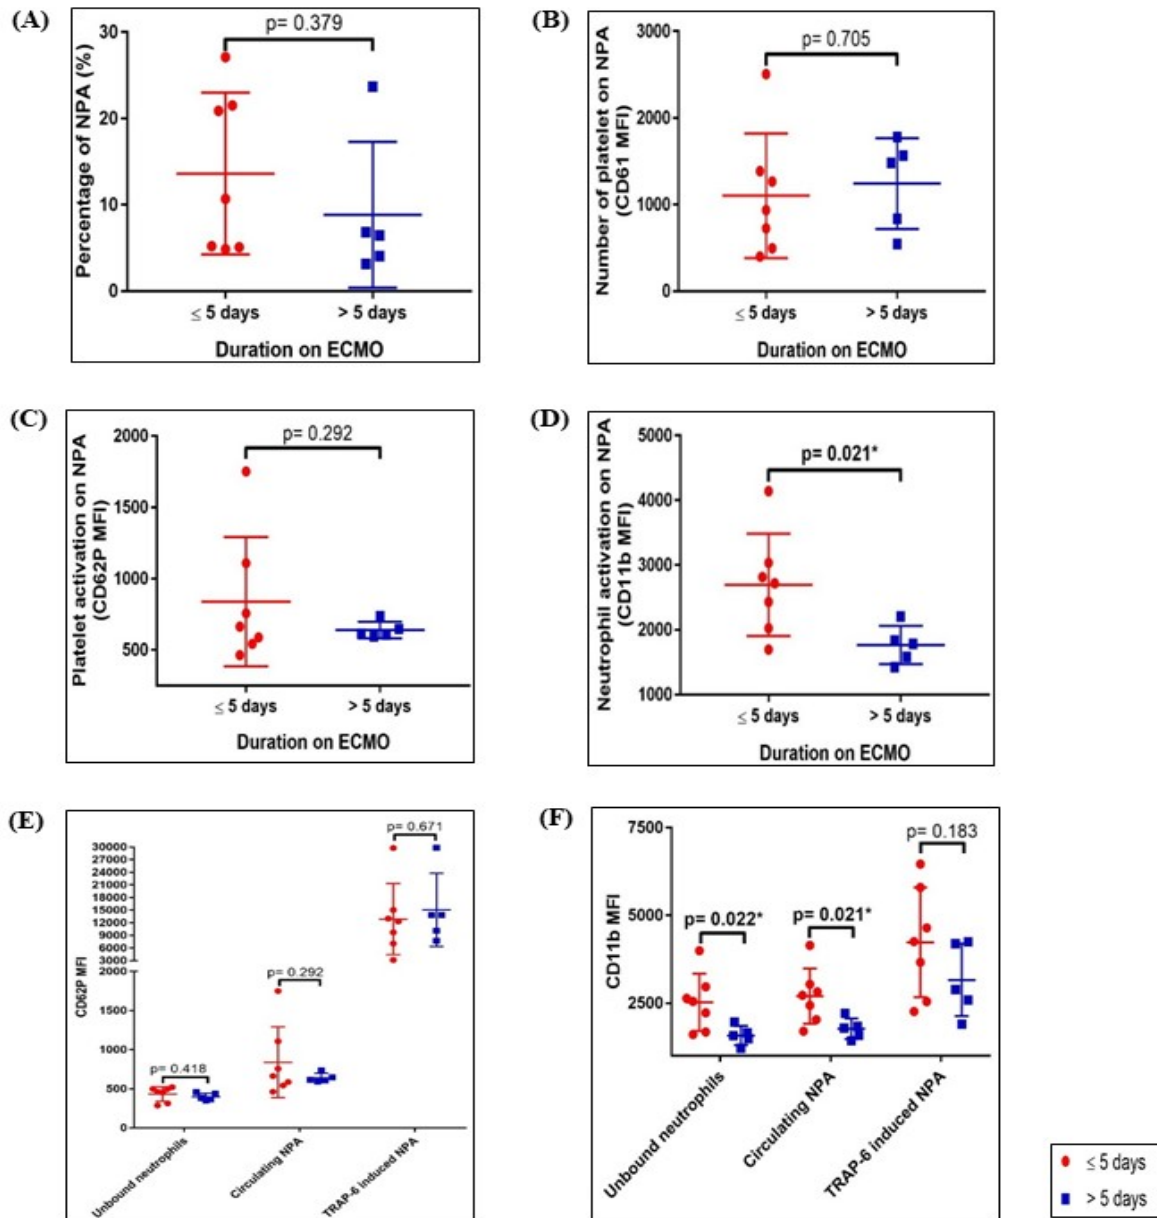 (A)
p= 0.379
Percentage of NPA (%)
30
20
10
0
≤ 5 days
> 5 days
Duration on ECMO
(B)
p= 0.705
Number of platelet on NPA
(CD61 MFI)
3000
2000
1000
0
≤ 5 days
> 5 days
Duration on ECMO
(C)
p= 0.292
Platelet activation on NPA
(CD62P MFI)
2000
1500
1000
500
≤ 5 days
> 5 days
Duration on ECMO
(D)
p= 0.021*
Neutrophil activation on NPA
(CD11b MFI)
5000
4000
3000
2000
1000
≤ 5 days
> 5 days
Duration on ECMO
(E)
p= 0.671
p= 0.292
p= 0.418
CD62P MFI
30000
27000
24000
21000
18000
15000
12000
9000
6000
3000
2000
1500
1000
500
0
Unbound neutrophils
Circulating NPA
TRAP-6 induced NPA
(F)
p= 0.183
p= 0.022*
p= 0.021*
CD11b MFI
7500
5000
2500
Unbound neutrophils
Circulating NPA
TRAP-6 induced NPA
≤ 5 days
> 5 days